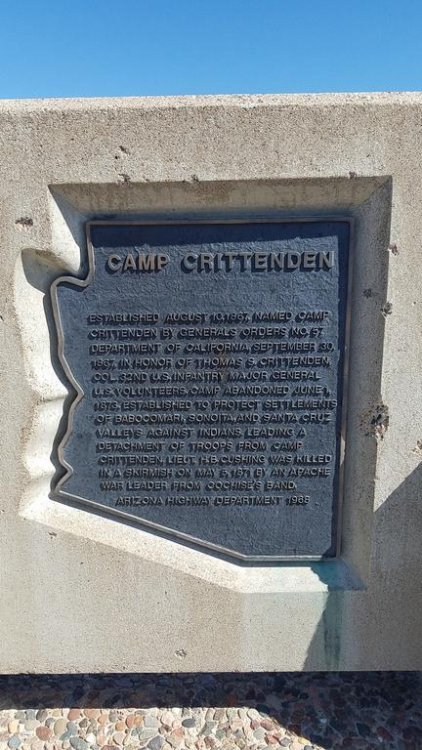 CAMP CRITTENDEN
ESTABLISHED AUGUST 10,1867, NAMED CAMP
CRITTENDEN BY GENERALS ORDERS NO. 57,
DEPARTMENT OF CALIFORNIA, SEPTEMBER 30,
1867, IN HONOR OF THOMAS S. CRITTENDEN,
COL. 32ND U.S. INFANTRY MAJOR GENERAL
U.S. VOLUNTEERS. CAMP ABANDONED JUNE 1,
1873. ESTABLISHED TO PROTECT SETTLEMENTS
OF BABOCOMARI, SONOITA, AND SANTA CRUZ
VALLEYS AGAINST INDIANS. LEADING A
DETACHMENT OF TROOPS FROM CAMP
CRITTENDEN, LIEUT. H.B. CUSHING WAS KILLED
IN A SKIRMISH ON MAY 5, 1871 BY AN APACHE
WAR LEADER FROM COCHISE'S BAND.
ARIZONA HIGHWAY DEPARTMENT 1968